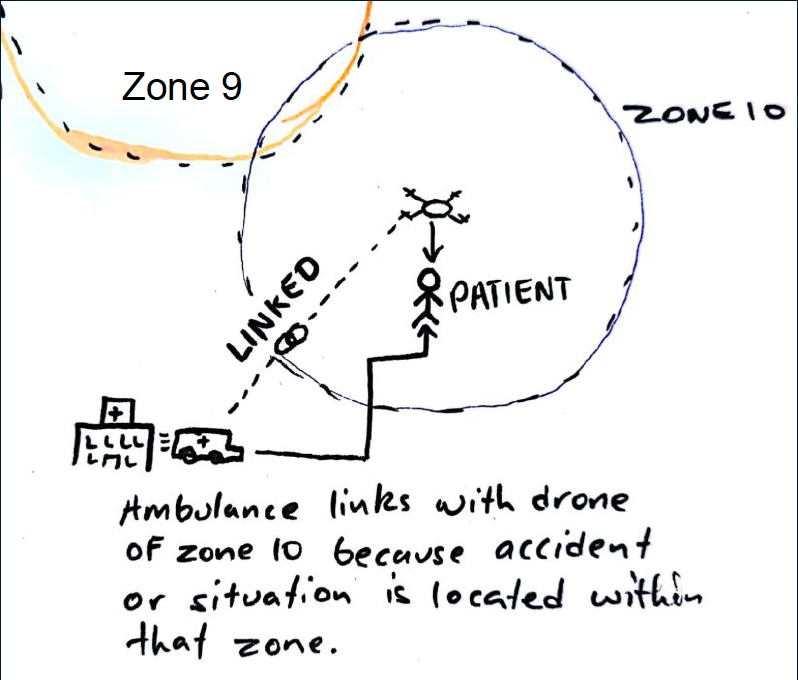 Zone 9
ZONE 10
LINKED
PATIENT
Ambulance links with drone
of zone 10 because accident
or situation is located within
that zone.